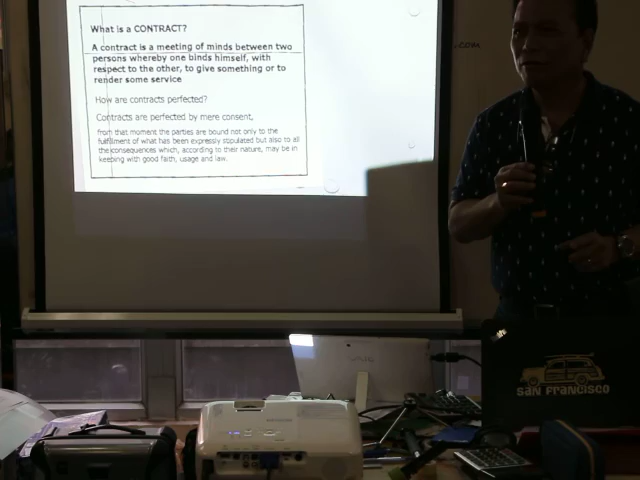 What is a CONTRACT?
A contract is a meeting of minds between two
persons whereby one binds himself, with
respect to the other, to give something or to
render some service
How are contracts perfected?
Contracts are perfected by mere consent,
from that moment the parties are bound not only to the
fulfillment of what has been expressly stipulated but also to all
the consequences which, according to their nature, may be in
keeping with good faith, usage and law.
.com
VAIO
SAN FRANCISCO